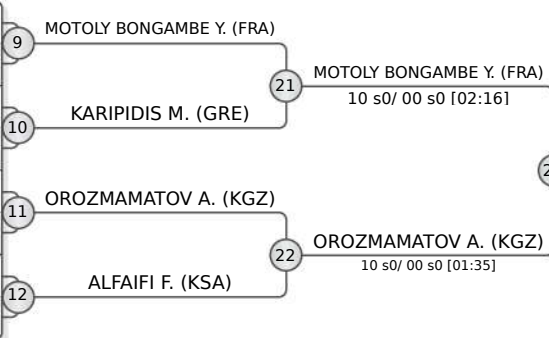 MOTOLY BONGAMBE Y. (FRA)
9
21
MOTOLY BONGAMBE Y. (FRA)
10 s0/ 00 s0 [02:16]
10
KARIPIDIS M. (GRE)
11
OROZMAMATOV A. (KGZ)
22
OROZMAMATOV A. (KGZ)
10 s0/ 00 s0 [01:35]
12
ALFAIFI F. (KSA)